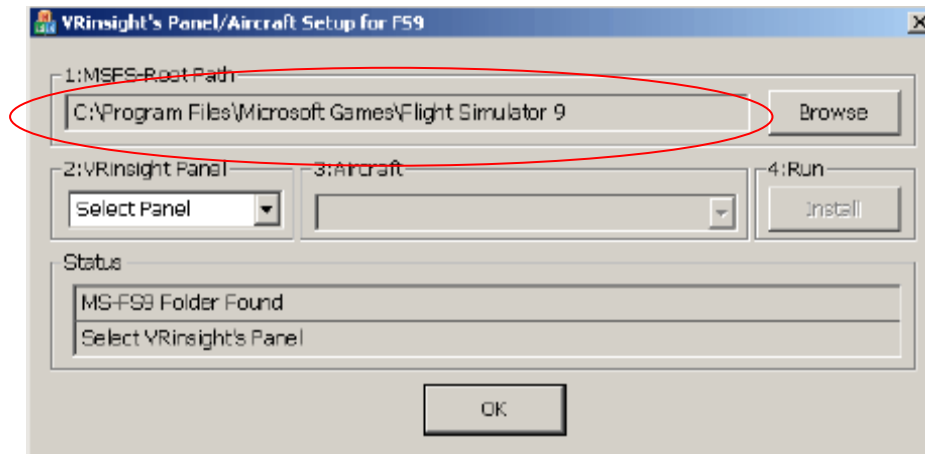 VRinsight's Panel/Aircraft Setup for FS9
1:MSFS-Root Path
C:\Program Files\Microsoft Games\Flight Simulator 9
Browse
2:VRinsight Panel
3:Aircraft
4:Run
Select Panel
Install
Status
MS-FS9 Folder Found
Select VRinsight's Panel
OK